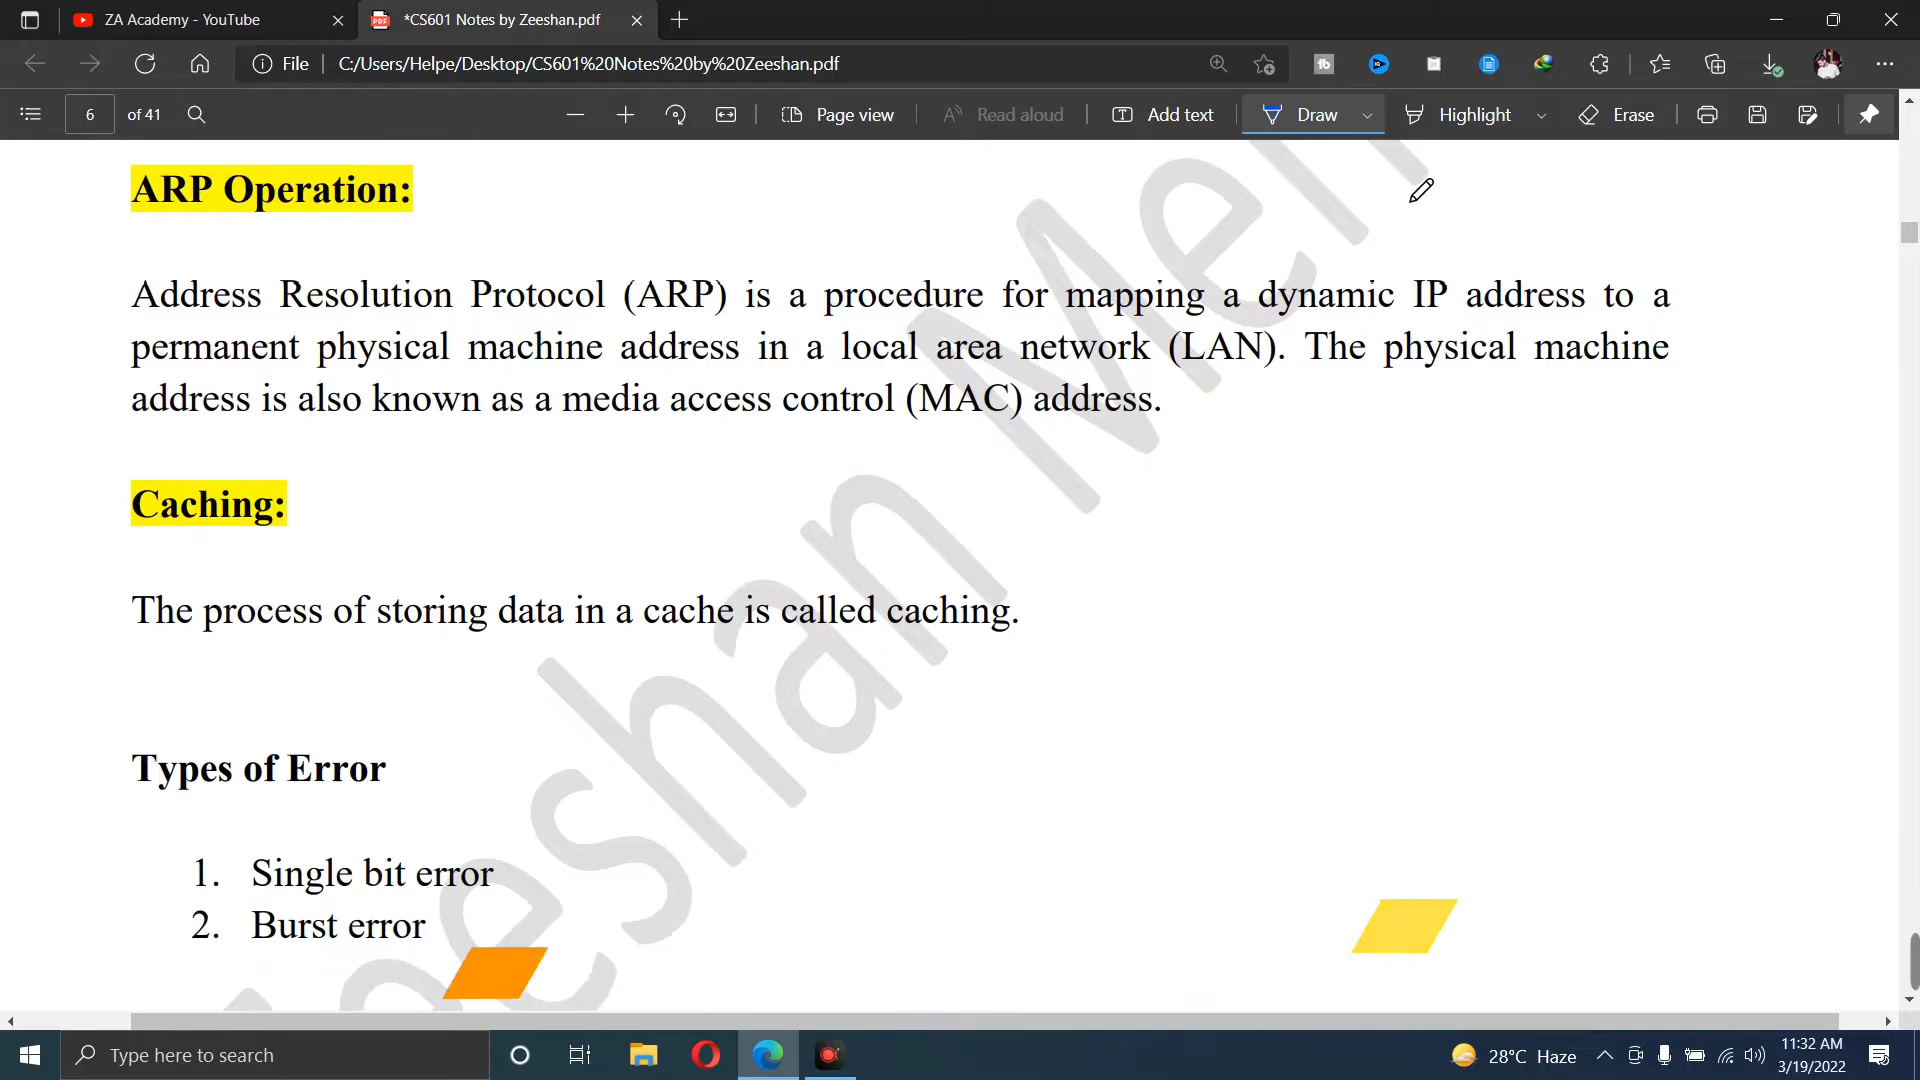 ZA Academy - YouTube
*CS601 Notes by Zeeshan.pdf
File
C:/Users/Helpe/Desktop/CS601%20Notes%20by%20Zeeshan.pdf
6 of 41
Page view
Read aloud
Add text
Draw
Highlight
Erase
ARP Operation:
Address Resolution Protocol (ARP) is a procedure for mapping a dynamic IP address to a
permanent physical machine address in a local area network (LAN). The physical machine
address is also known as a media access control (MAC) address.
Caching:
The process of storing data in a cache is called caching.
Types of Error
1. Single bit error
2. Burst error
Type here to search
28°C Haze
11:32 AM
3/19/2022